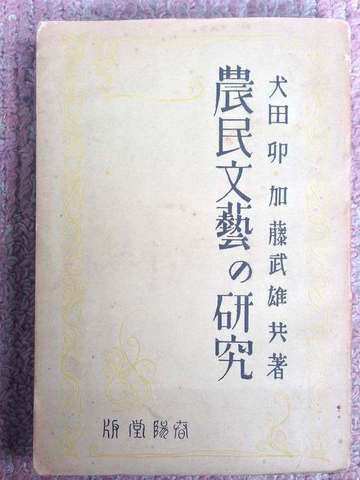 犬田卯 加藤武雄 共著
農民文藝の研究
春陽堂版